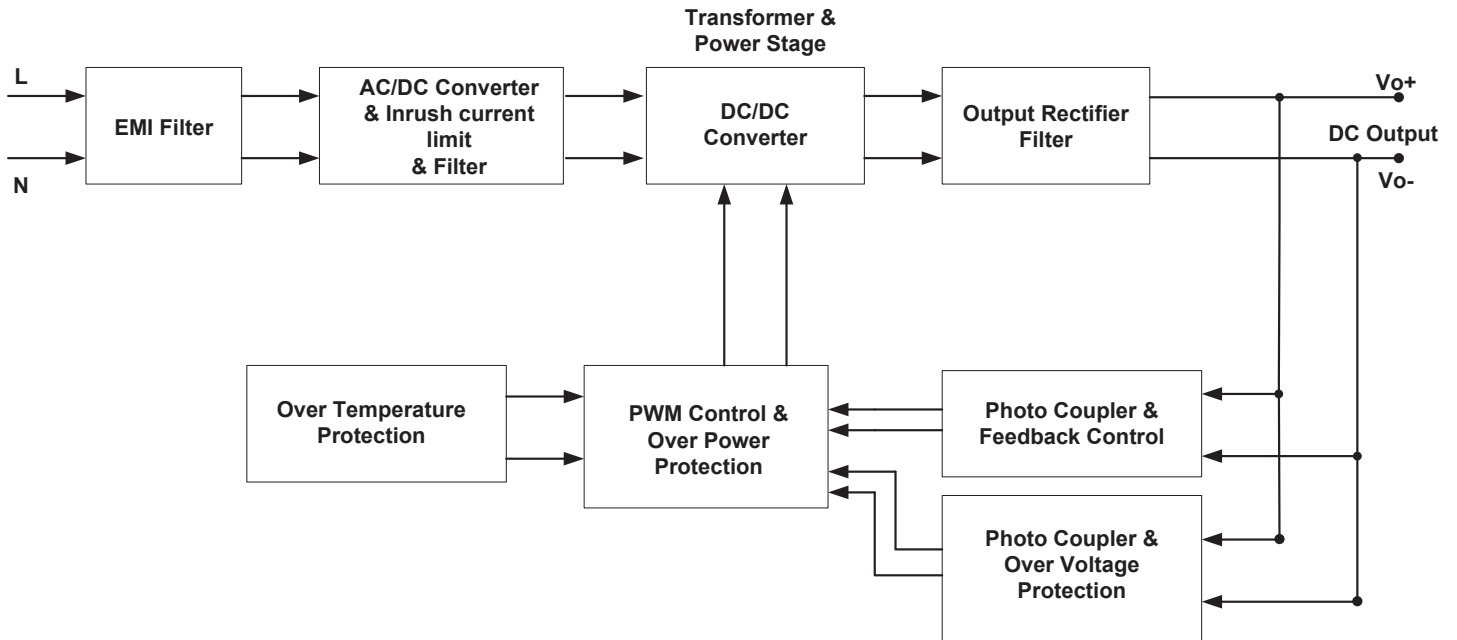 Transformer &
Power Stage
L
N
EMI Filter
AC/DC Converter
& Inrush current
limit
& Filter
DC/DC
Converter
Output Rectifier
Filter
Vo+
DC Output
Vo-
Over Temperature
Protection
PWM Control &
Over Power
Protection
Photo Coupler &
Feedback Control
Photo Coupler &
Over Voltage
Protection